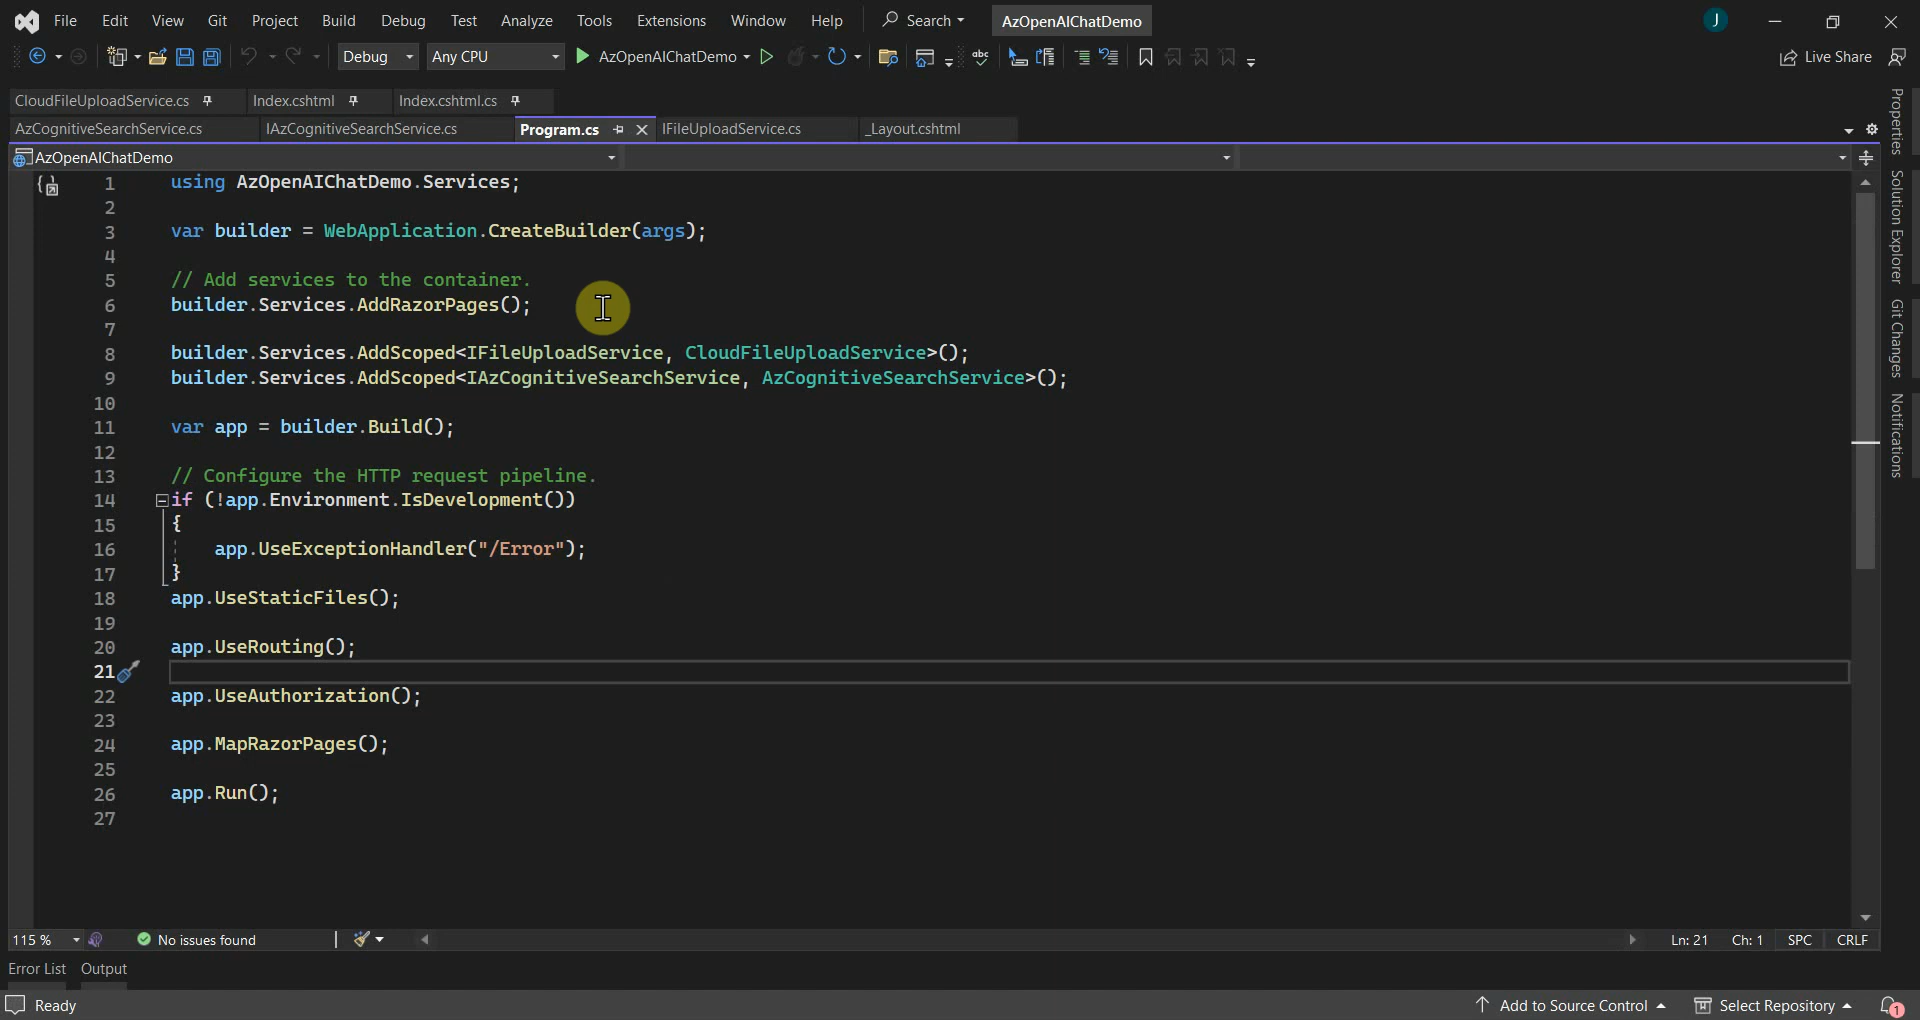 File Edit View Git Project Build Debug Test Analyze Tools Extensions Window Help Search AzOpenAIChatDemo J
Debug Any CPU AzOpenAIChatDemo abc Live Share
CloudFileUploadService.cs Index.cshtml Index.cshtml.cs
AzCognitiveSearchService.cs IAzCognitiveSearchService.cs Program.cs IFileUploadService.cs _Layout.cshtml
AzOpenAIChatDemo
1 using AzOpenAIChatDemo.Services;
2
3 var builder = WebApplication.CreateBuilder(args);
4
5 // Add services to the container.
6 builder.Services.AddRazorPages();
7
8 builder.Services.AddScoped<IFileUploadService, CloudFileUploadService>();
9 builder.Services.AddScoped<IAzCognitiveSearchService, AzCognitiveSearchService>();
10
11 var app = builder.Build();
12
13 // Configure the HTTP request pipeline.
14 if (!app.Environment.IsDevelopment())
15 {
16 app.UseExceptionHandler("/Error");
17 }
18 app.UseStaticFiles();
19
20 app.UseRouting();
21
22 app.UseAuthorization();
23
24 app.MapRazorPages();
25
26 app.Run();
27
Properties
Solution Explorer
Git Changes
Notifications
115 % No issues found Ln: 21 Ch: 1 SPC CRLF
Error List Output
Ready Add to Source Control Select Repository 1